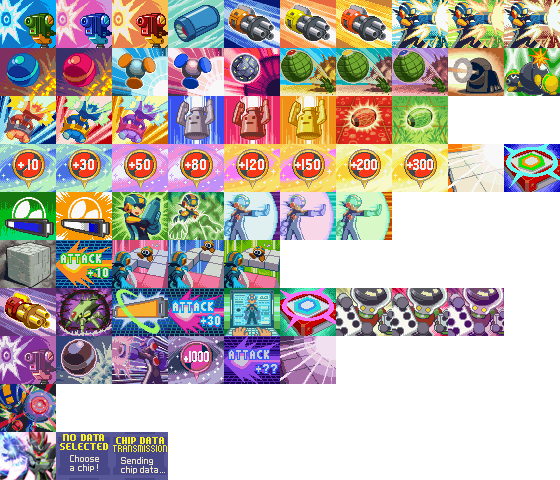 +10
+30
+50
+80
+120
+150
+200
+300
ATTACK
+10
ATTACK
+30
+1000
ATTACK
+??
NO DATA
SELECTED
Choose
a chip!
CHIP DATA
TRANSMISSION
Sending
chip data...